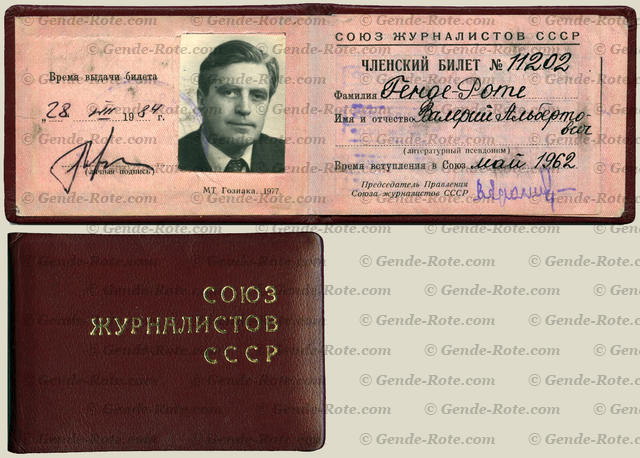 Время выдачи билета
„28" VIII 1984 г.
(личная подпись)
МТ Гознака. 1977.
СОЮЗ ЖУРНАЛИСТОВ СССР
ЧЛЕНСКИЙ БИЛЕТ № 11202
Фамилия Генде-Роте
Имя и отчество Валерий Альбертович
(литературный псевдоним)
Время вступления в Союз май 1962
Председатель Правления
Союза журналистов СССР
СОЮЗ
ЖУРНАЛИСТОВ
СССР
© Gende-Rote.com